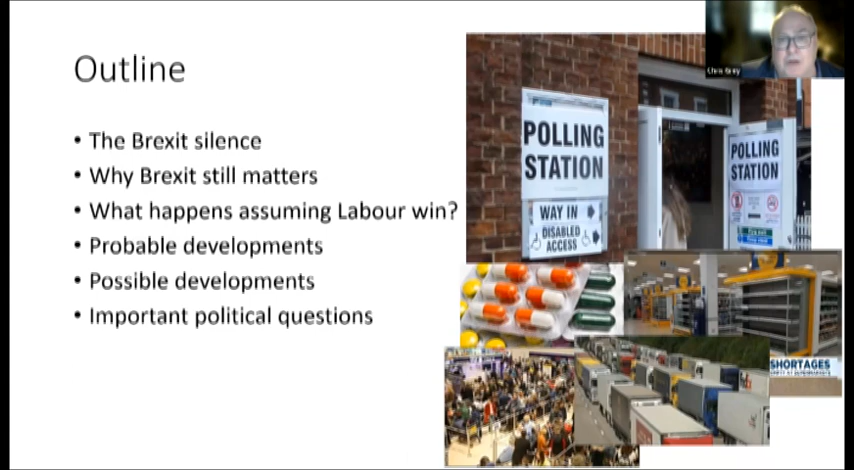 Outline
• The Brexit silence
• Why Brexit still matters
• What happens assuming Labour win?
• Probable developments
• Possible developments
• Important political questions
POLLING
STATION
WAY IN
DISABLED
ACCESS
POLLING
STATION
SHORTAGES